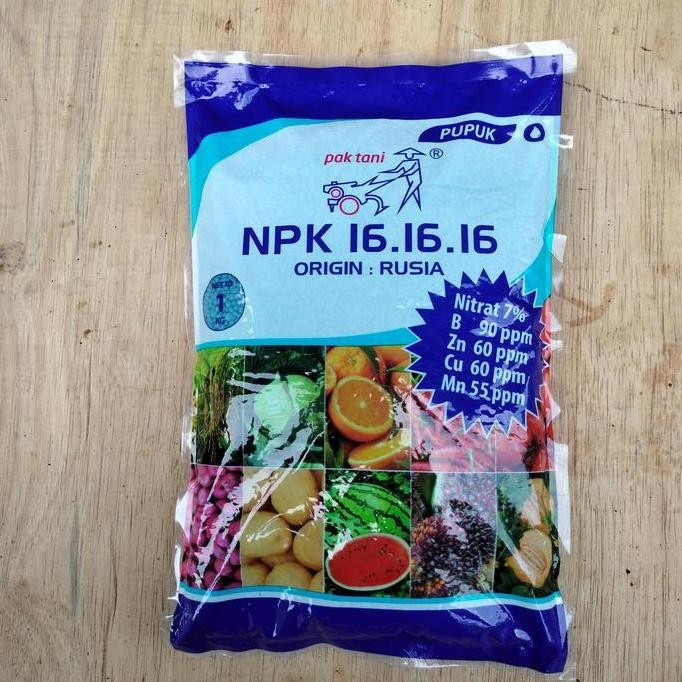 PUPUK
pak tani ®
NPK 16.16.16
ORIGIN : RUSIA
NETTO
1
KG
Nitrat 7%
B 90 ppm
Zn 60 ppm
Cu 60 ppm
Mn 55 ppm